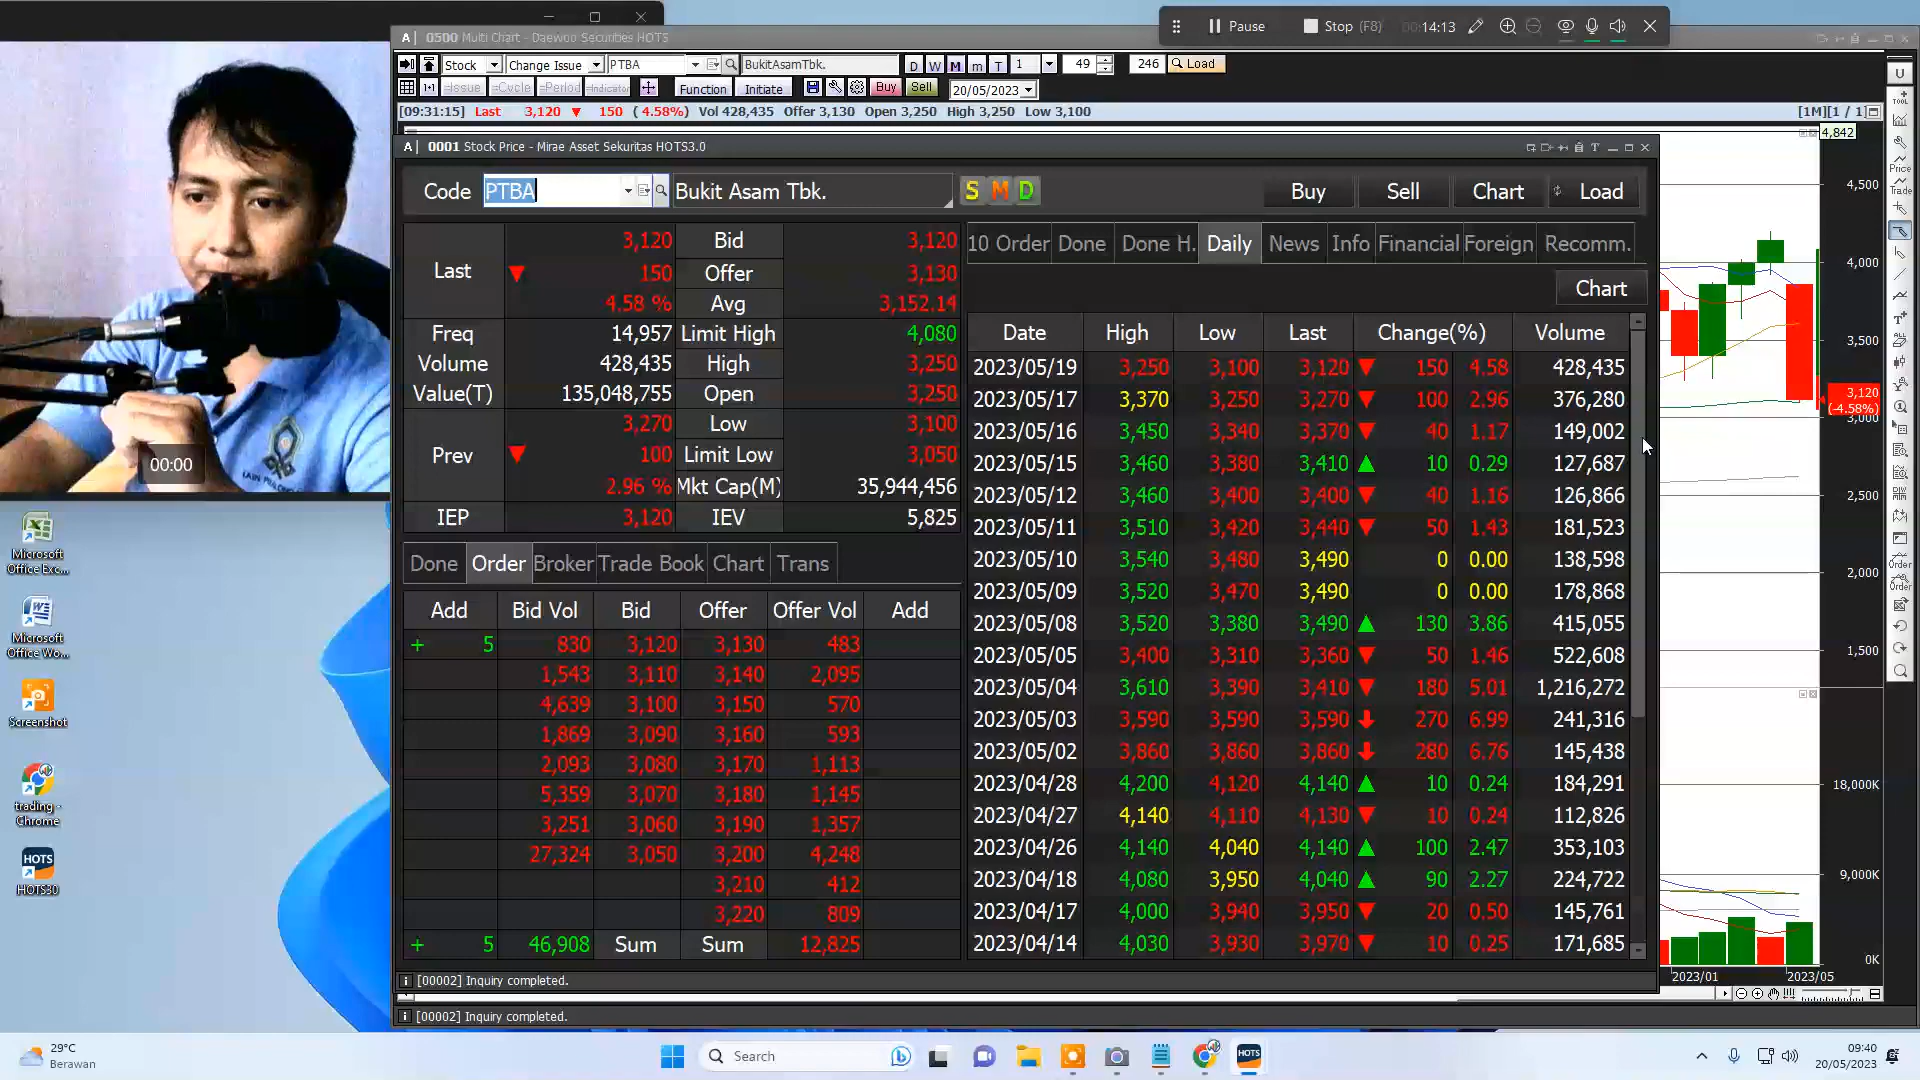 Pause
Stop (F8)
00:14:13
A 0500 Multi Chart - Daewoo Securities HOTS
Stock
Change Issue
PTBA
BukitAsamTbk.
D W M m T 1
49
246
Load
Function
Initiate
Buy
Sell
20/05/2023
[09:31:15] Last 3,120 ▼ 150 ( 4.58%) Vol 428,435 Offer 3,130 Open 3,250 High 3,250 Low 3,100
[1M][1 / 1]
A 0001 Stock Price - Mirae Asset Sekuritas HOTS3.0
Code PTBA Bukit Asam Tbk. S M D
Buy Sell Chart Load
Last 3,120 Bid 3,120
▼ 150 Offer 3,130
4.58 % Avg 3,152.14
Freq 14,957 Limit High 4,080
Volume 428,435 High 3,250
Value(T) 135,048,755 Open 3,250
Prev 3,270 Low 3,100
▼ 100 Limit Low 3,050
2.96 % Mkt Cap(M) 35,944,456
IEP 3,120 IEV 5,825
Done Order Broker Trade Book Chart Trans
Add Bid Vol Bid Offer Offer Vol Add
+ 5 830 3,120 3,130 483
1,543 3,110 3,140 2,095
4,639 3,100 3,150 570
1,869 3,090 3,160 593
2,093 3,080 3,170 1,113
5,359 3,070 3,180 1,145
3,251 3,060 3,190 1,357
27,324 3,050 3,200 4,248
3,210 412
3,220 809
+ 5 46,908 Sum Sum 12,825
[00002] Inquiry completed.
[00002] Inquiry completed.
10 Order Done Done H. Daily News Info Financial Foreign Recomm.
Chart
Date High Low Last Change(%) Volume
2023/05/19 3,250 3,100 3,120 ▼ 150 4.58 428,435
2023/05/17 3,370 3,250 3,270 ▼ 100 2.96 376,280
2023/05/16 3,450 3,340 3,370 ▼ 40 1.17 149,002
2023/05/15 3,460 3,380 3,410 ▲ 10 0.29 127,687
2023/05/12 3,460 3,400 3,400 ▼ 40 1.16 126,866
2023/05/11 3,510 3,420 3,440 ▼ 50 1.43 181,523
2023/05/10 3,540 3,480 3,490 0 0.00 138,598
2023/05/09 3,520 3,470 3,490 0 0.00 178,868
2023/05/08 3,520 3,380 3,490 ▲ 130 3.86 415,055
2023/05/05 3,400 3,310 3,360 ▼ 50 1.46 522,608
2023/05/04 3,610 3,390 3,410 ▼ 180 5.01 1,216,272
2023/05/03 3,590 3,590 3,590 🡇 270 6.99 241,316
2023/05/02 3,860 3,860 3,860 🡇 280 6.76 145,438
2023/04/28 4,200 4,120 4,140 ▲ 10 0.24 184,291
2023/04/27 4,140 4,110 4,130 ▼ 10 0.24 112,826
2023/04/26 4,140 4,040 4,140 ▲ 100 2.47 353,103
2023/04/18 4,080 3,950 4,040 ▲ 90 2.27 224,722
2023/04/17 4,000 3,940 3,950 ▼ 20 0.50 145,761
2023/04/14 4,030 3,930 3,970 ▼ 10 0.25 171,685
4,842
4,500
4,000
3,500
3,120
(-4.58%)
3,000
2,500
2,000
1,500
18,000K
9,000K
0K
2023/01 2023/05
U
TOOL
Price
Trade
Order
Order
00:00
Microsoft
Office Exc...
Microsoft
Office Wo...
Screenshot
trading -
Chrome
HOTS
HOTS30
29°C
Berawan
Search
HOTS
09:40
20/05/2023